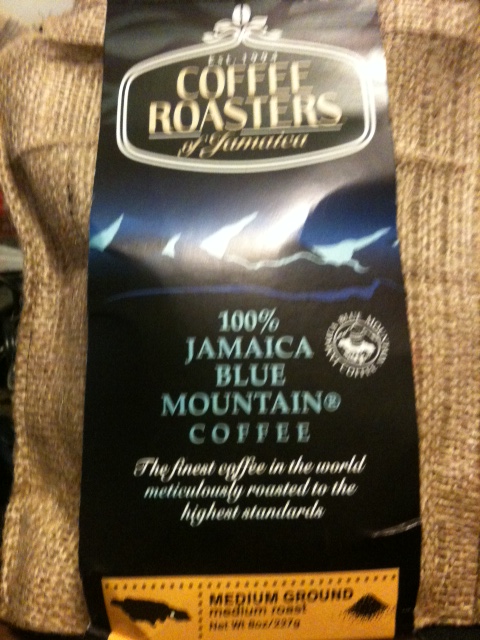 EST. 1993
COFFEE
ROASTERS
of Jamaica
100%
JAMAICA
BLUE
MOUNTAIN®
COFFEE
The finest coffee in the world
meticulously roasted to the
highest standards
MEDIUM GROUND
medium roast
Net Wt 8oz/227g